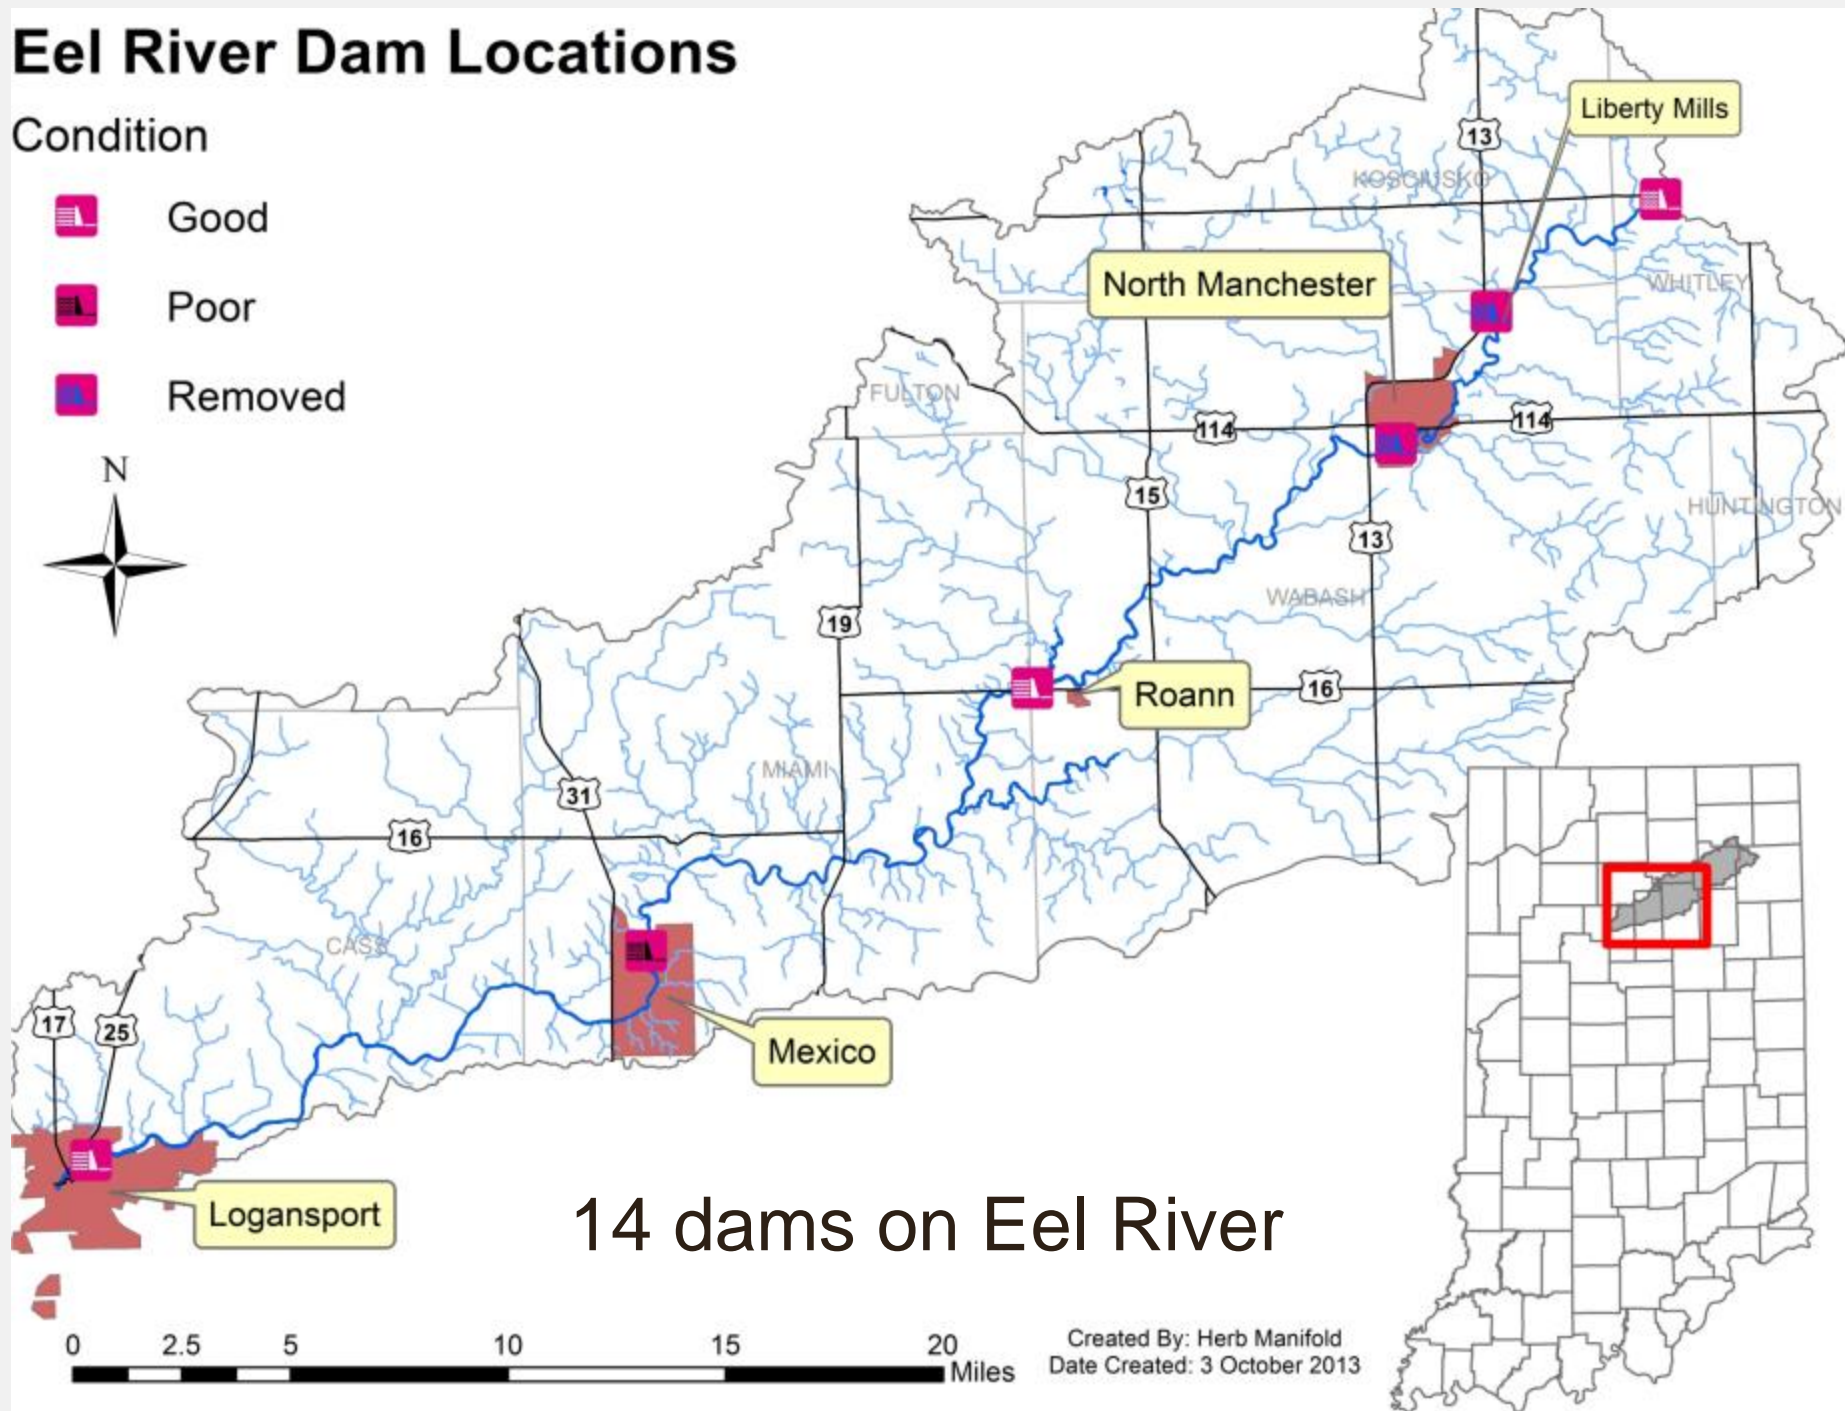 Eel River Dam Locations
Condition
Good
Poor
Removed
N
Liberty Mills
13
KOSCIUSKO
North Manchester
WHITLEY
FULTON
114
114
15
HUNTINGTON
13
WABASH
19
Roann
16
MIAMI
31
16
CASS
17
25
Mexico
Logansport
14 dams on Eel River
0 2.5 5 10 15 20
Miles
Created By: Herb Manifold
Date Created: 3 October 2013